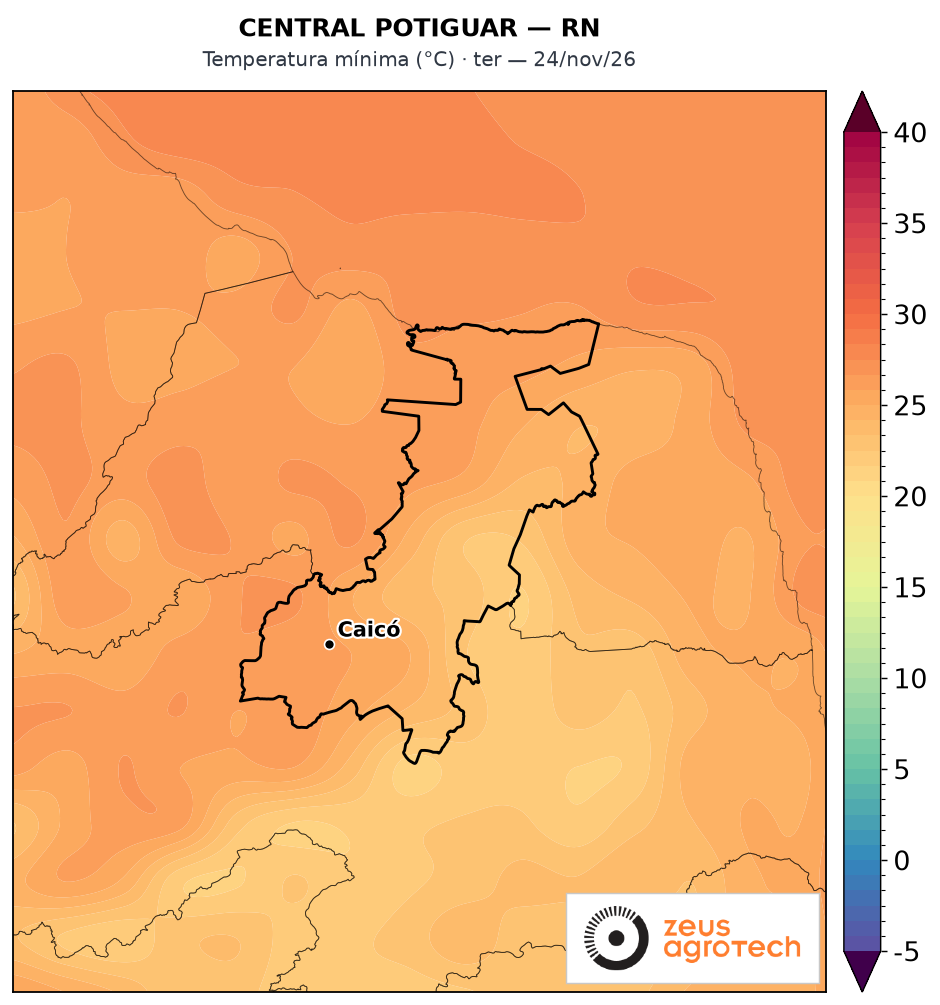 CENTRAL POTIGUAR — RN
Temperatura mínima (°C) · ter — 24/nov/26
40
35
30
25
20
15
10
5
0
-5
Caicó
zeus
agrotech